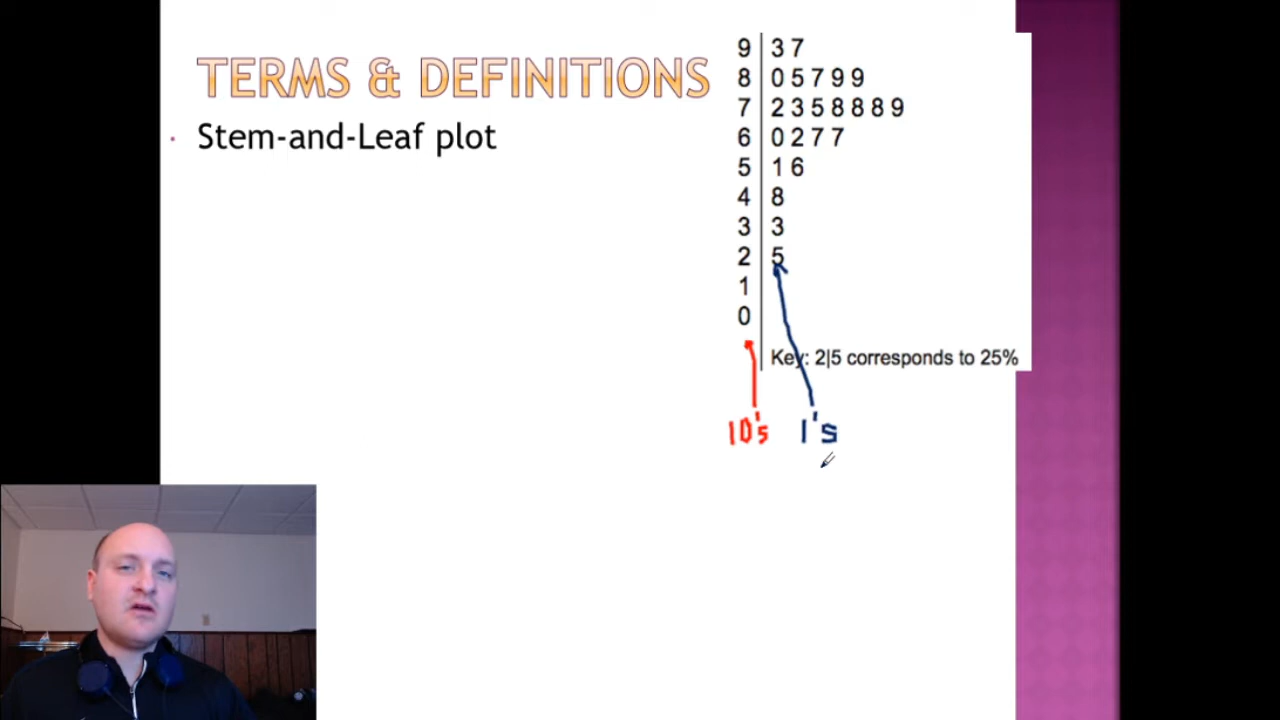 TERMS & DEFINITIONS
· Stem-and-Leaf plot
9 | 3 7
8 | 0 5 7 9 9
7 | 2 3 5 8 8 8 9
6 | 0 2 7 7
5 | 1 6
4 | 8
3 | 3
2 | 5
1 |
0 |
Key: 2|5 corresponds to 25%
10's 1's